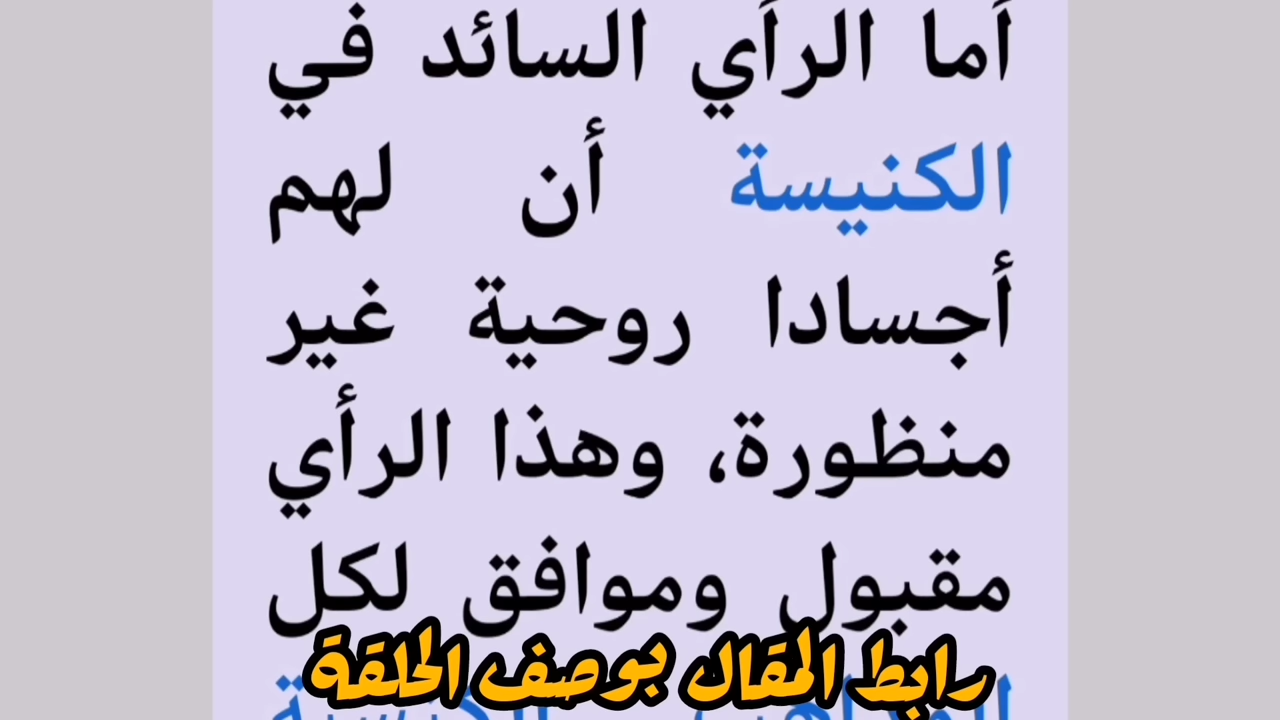 أما الرأي السائد في
الكنيسة أن لهم
أجسادا روحية غير
منظورة، وهذا الرأي
مقبول وموافق لكل
رابط المقال بوصف الحلقة